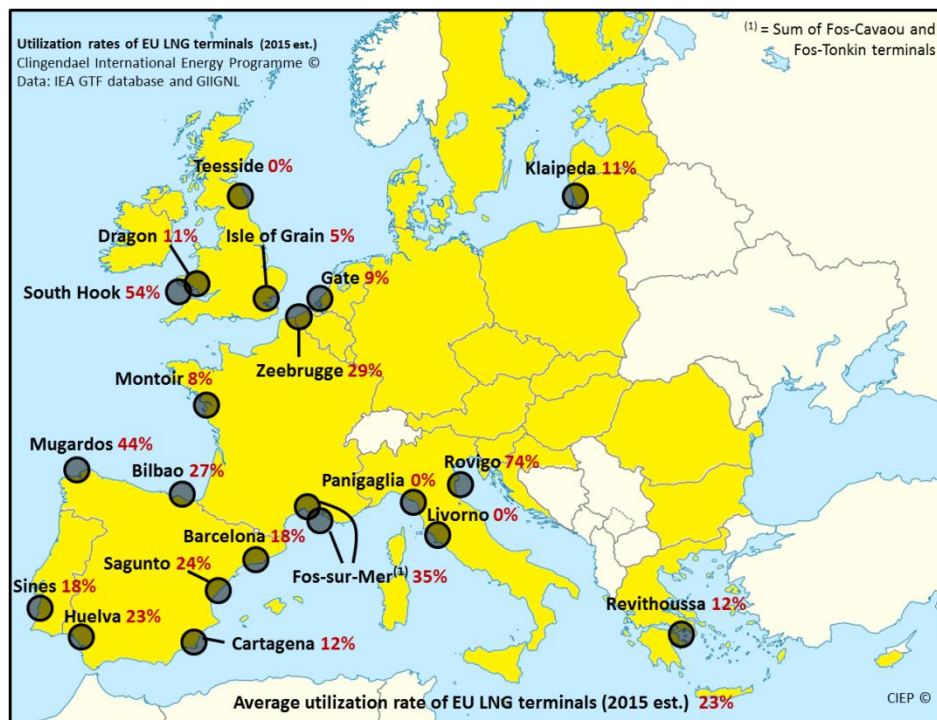 Utilization rates of EU LNG terminals (2015 est.)
Clingendael International Energy Programme ©
Data: IEA GTF database and GIIGNL
(1) = Sum of Fos-Cavaou and
Fos-Tonkin terminals
Teesside 0%
Klaipeda 11%
Dragon 11%
Isle of Grain 5%
Gate 9%
South Hook 54%
Zeebrugge 29%
Montoir 8%
Mugardos 44%
Bilbao 27%
Rovigo 74%
Panigaglia 0%
Livorno 0%
Barcelona 18%
Sagunto 24%
Fos-sur-Mer(1) 35%
Sines 18%
Huelva 23%
Revithoussa 12%
Cartagena 12%
Average utilization rate of EU LNG terminals (2015 est.) 23%
CIEP ©